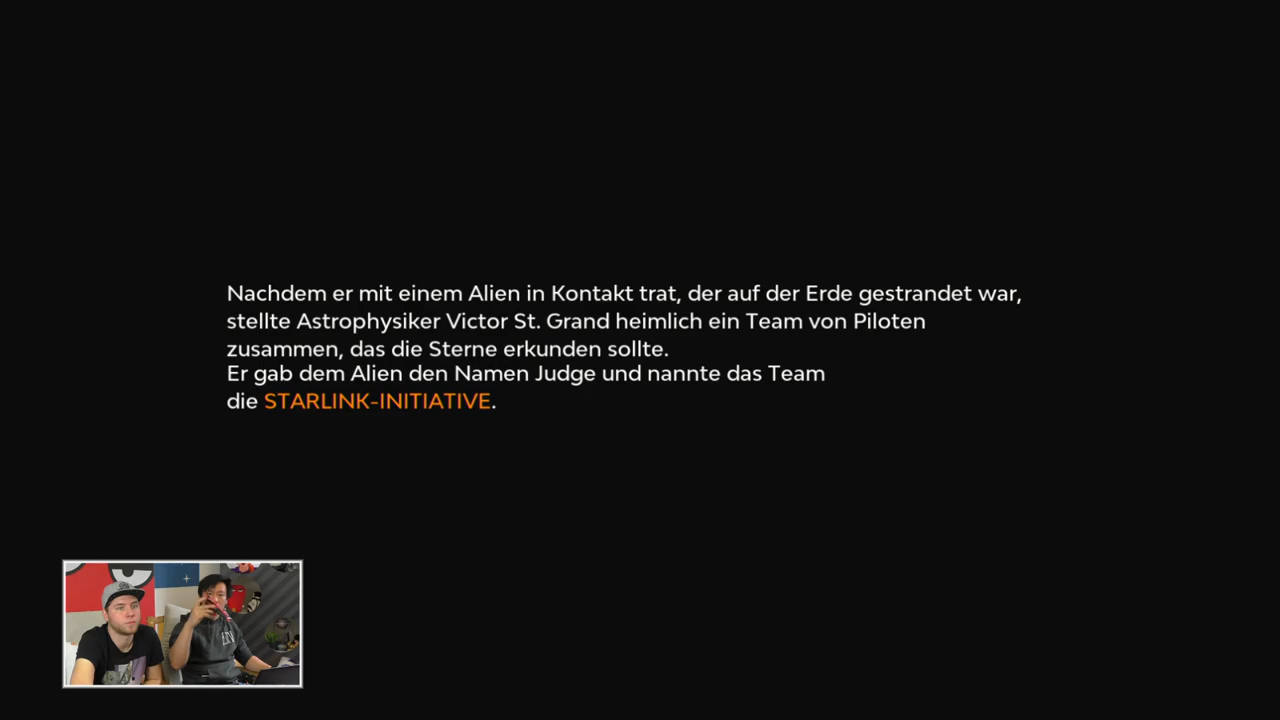 Nachdem er mit einem Alien in Kontakt trat, der auf der Erde gestrandet war,
stellte Astrophysiker Victor St. Grand heimlich ein Team von Piloten
zusammen, das die Sterne erkunden sollte.
Er gab dem Alien den Namen Judge und nannte das Team
die STARLINK-INITIATIVE.